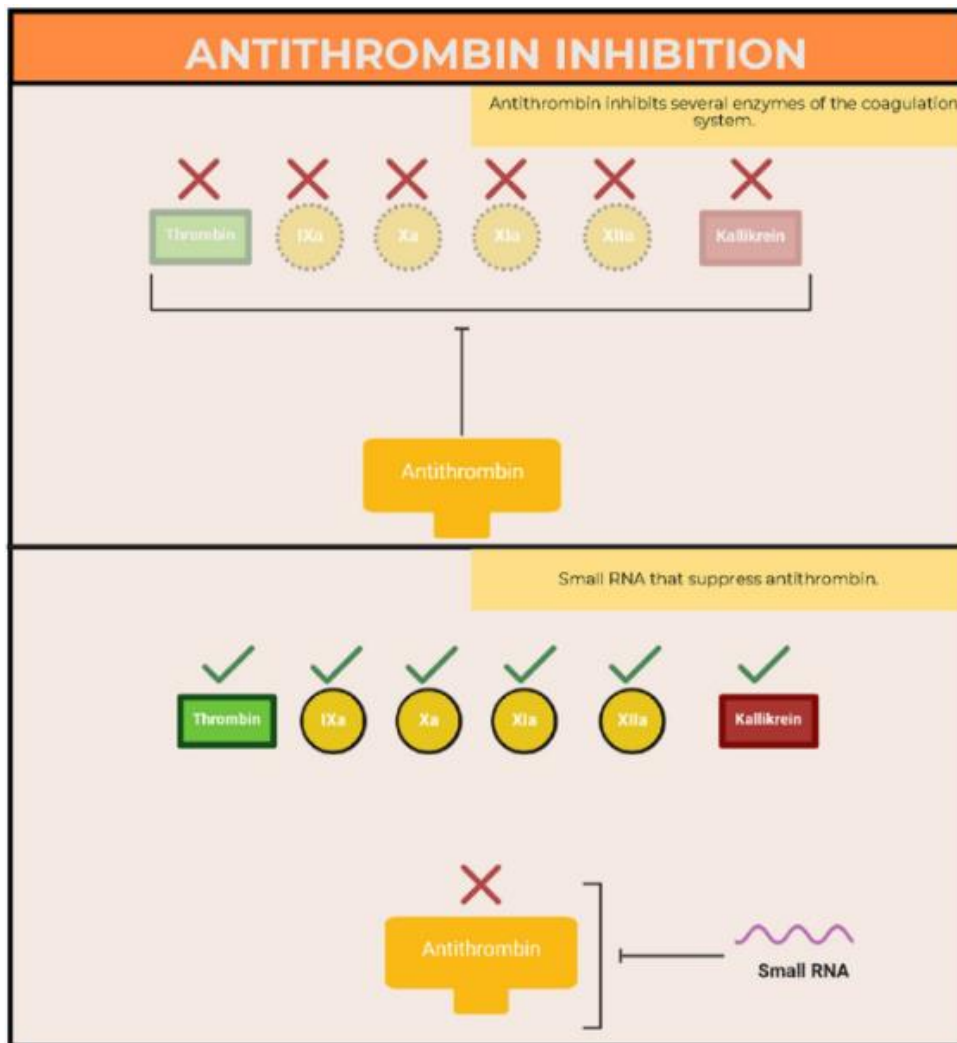 ANTITHROMBIN INHIBITION
Antithrombin inhibits several enzymes of the coagulation
system.
Thrombin
IXa
Xa
XIa
XIIa
Kallikrein
Antithrombin
Small RNA that suppress antithrombin.
Thrombin
IXa
Xa
XIa
XIIa
Kallikrein
Antithrombin
Small RNA